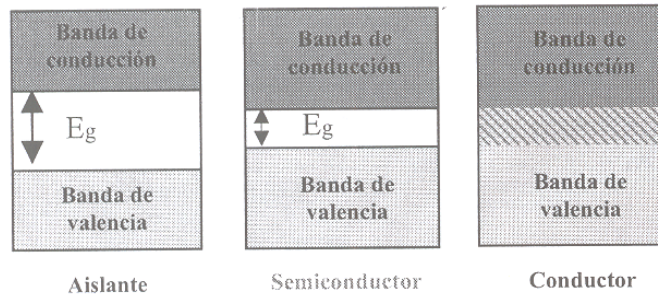 Banda de
conducción
Eg
Banda de
valencia
Aislante
Banda de
conducción
Eg
Banda de
valencia
Semiconductor
Banda de
conducción
Banda de
valencia
Conductor